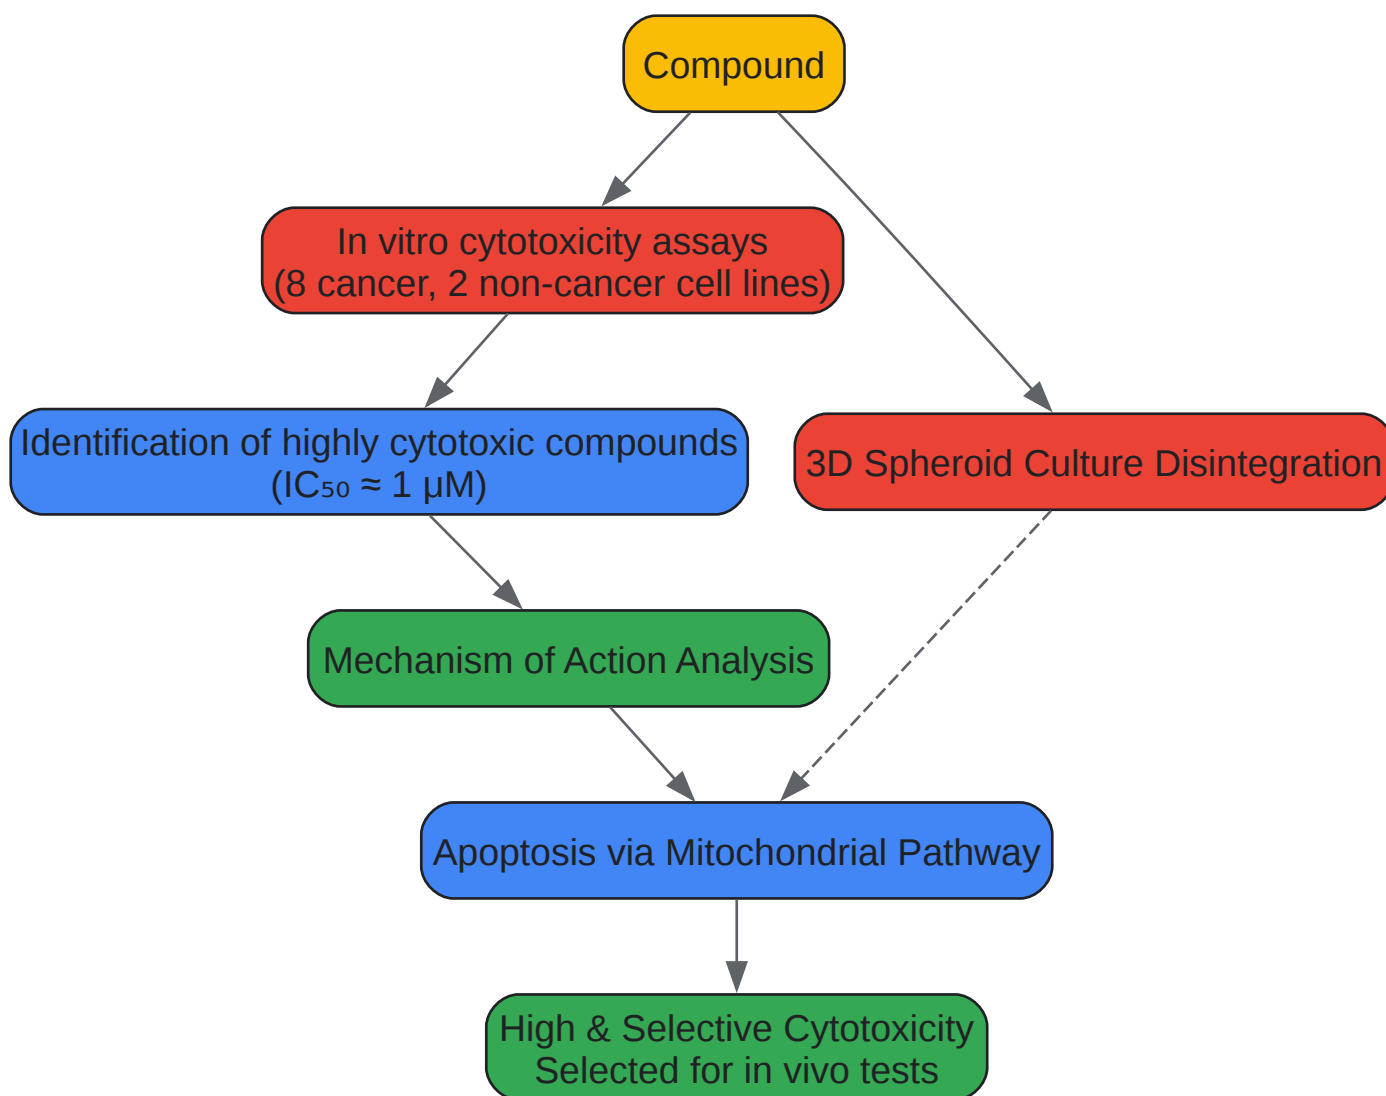 Compound
In vitro cytotoxicity assays
(8 cancer, 2 non-cancer cell lines)
Identification of highly cytotoxic compounds
(IC₅₀ ≈ 1 μM)
3D Spheroid Culture Disintegration
Mechanism of Action Analysis
Apoptosis via Mitochondrial Pathway
High & Selective Cytotoxicity
Selected for in vivo tests